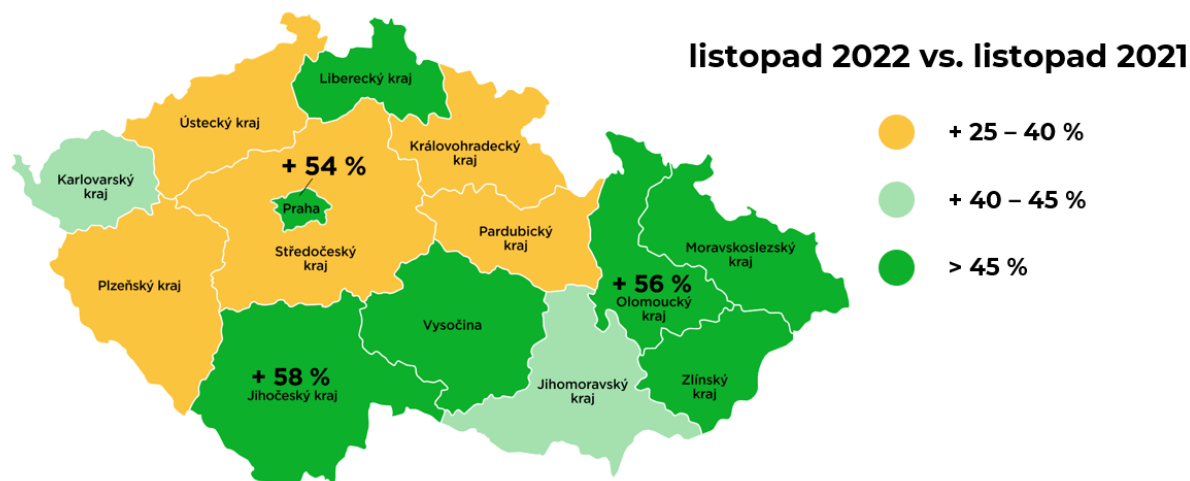 listopad 2022 vs. listopad 2021
+ 25 – 40 %
+ 40 – 45 %
> 45 %
Liberecký kraj
Ústecký kraj
Královohradecký
kraj
Karlovarský
kraj
+ 54 %
Praha
Středočeský
kraj
Pardubický
kraj
Plzeňský kraj
Moravskoslezský
kraj
+ 56 %
Olomoucký
kraj
Vysočina
+ 58 %
Jihočeský kraj
Jihomoravský
kraj
Zlínský
kraj